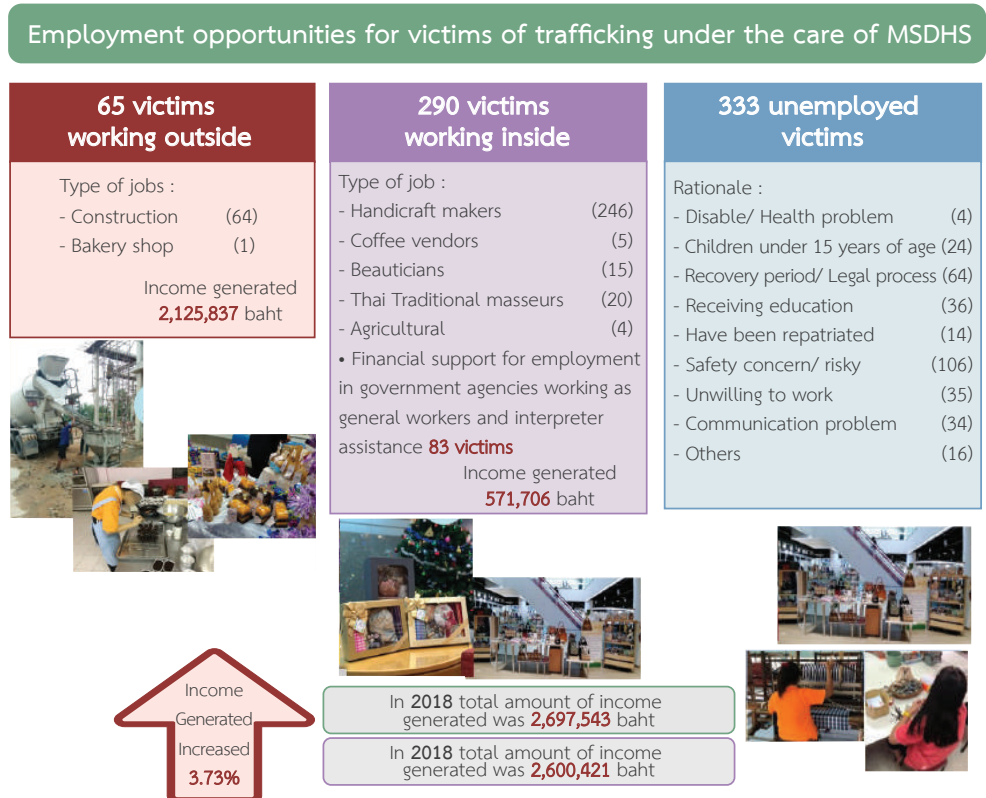 Employment opportunities for victims of trafficking under the care of MSDHS
65 victims
working outside
Type of jobs :
- Construction (64)
- Bakery shop (1)
Income generated
2,125,837 baht
290 victims
working inside
Type of job :
- Handicraft makers (246)
- Coffee vendors (5)
- Beauticians (15)
- Thai Traditional masseurs (20)
- Agricultural (4)
• Financial support for employment
in government agencies working as
general workers and interpreter
assistance 83 victims
Income generated
571,706 baht
333 unemployed
victims
Rationale :
- Disable/ Health problem (4)
- Children under 15 years of age (24)
- Recovery period/ Legal process (64)
- Receiving education (36)
- Have been repatriated (14)
- Safety concern/ risky (106)
- Unwilling to work (35)
- Communication problem (34)
- Others (16)
Income
Generated
Increased
3.73%
In 2018 total amount of income
generated was 2,697,543 baht
In 2018 total amount of income
generated was 2,600,421 baht